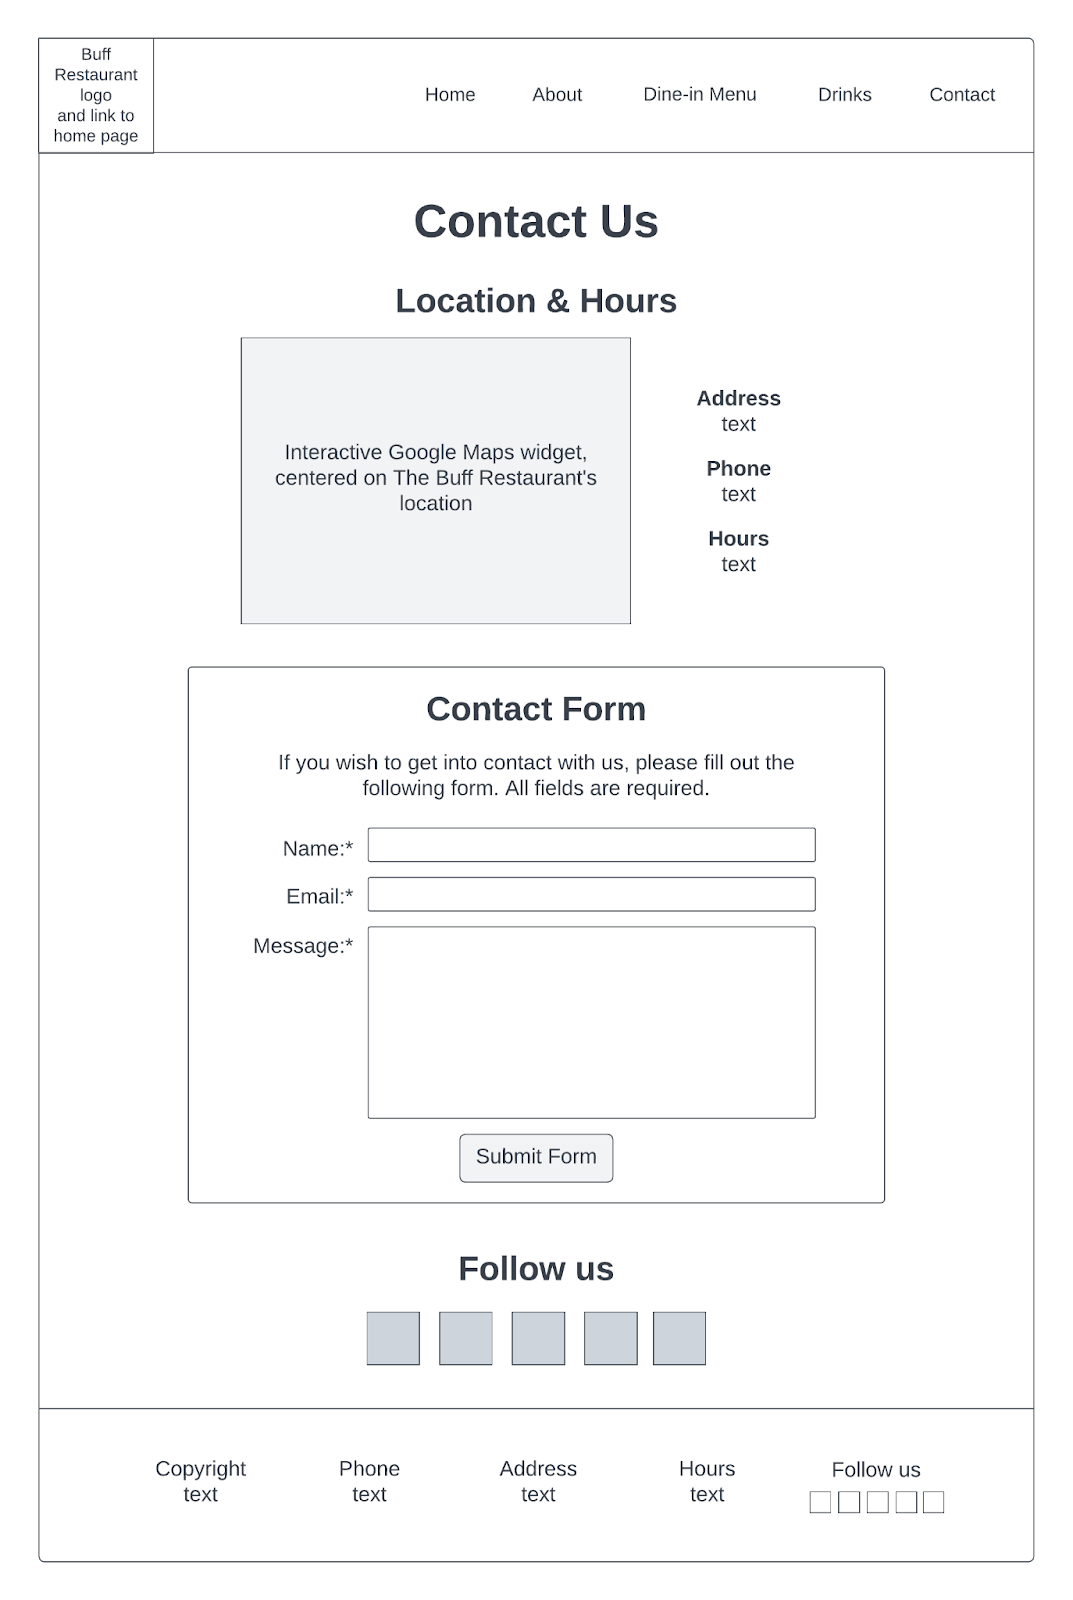 Buff
Restaurant
logo
and link to
home page
Home About Dine-in Menu Drinks Contact
Contact Us
Location & Hours
Interactive Google Maps widget,
centered on The Buff Restaurant's
location
Address
text
Phone
text
Hours
text
Contact Form
If you wish to get into contact with us, please fill out the
following form. All fields are required.
Name:*
Email:*
Message:*
Submit Form
Follow us
Copyright
text
Phone
text
Address
text
Hours
text
Follow us